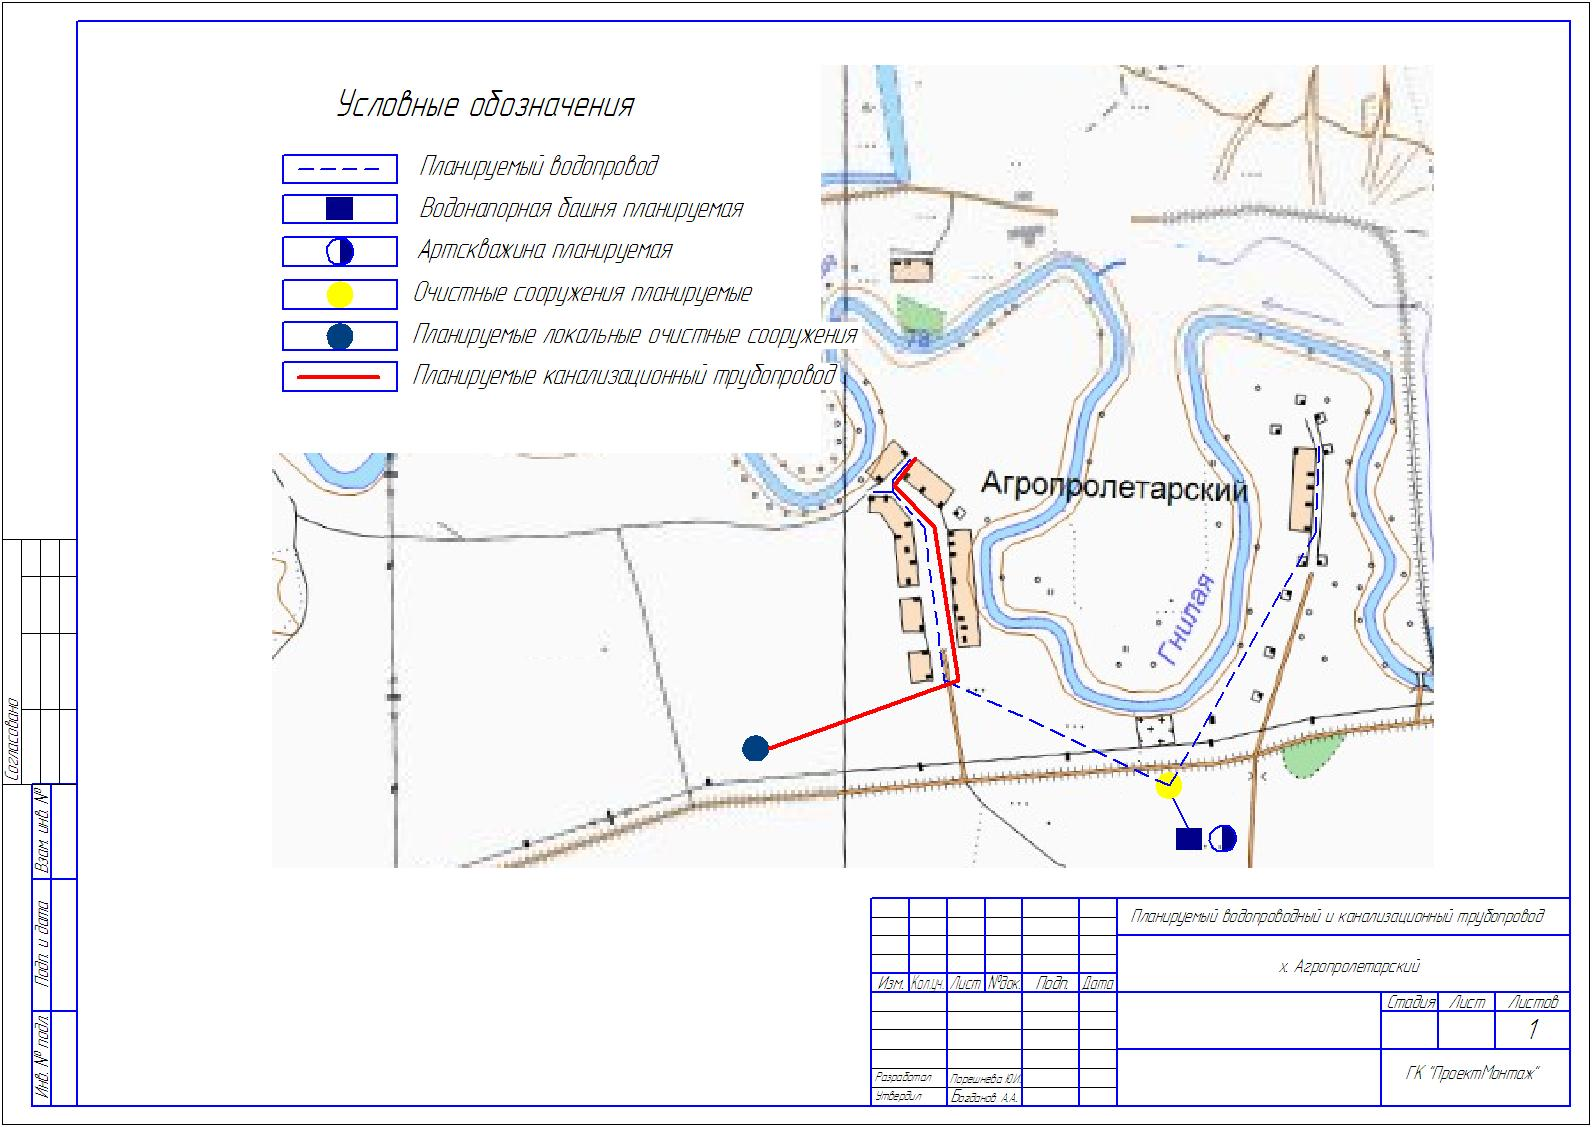 Условные обозначения
Планируемый водопровод
Водонапорная башня планируемая
Артскважина планируемая
Очистные сооружения планируемые
Планируемые локальные очистные сооружения
Планируемые канализационный трубопровод
Агропролетарский
Гнилая
Согласовано
Взам. инв. №
Подп. и дата
Инв. № подл.
Планируемый водопроводный и канализационный трубопровод
х. Агропролетарский
Изм. Кол.уч. Лист №док. Подп. Дата
Стадия Лист Листов
1
ГК "ПроектМонтаж"
Разработал Порешнева Ю.И.
Утвердил Богданов А.А.